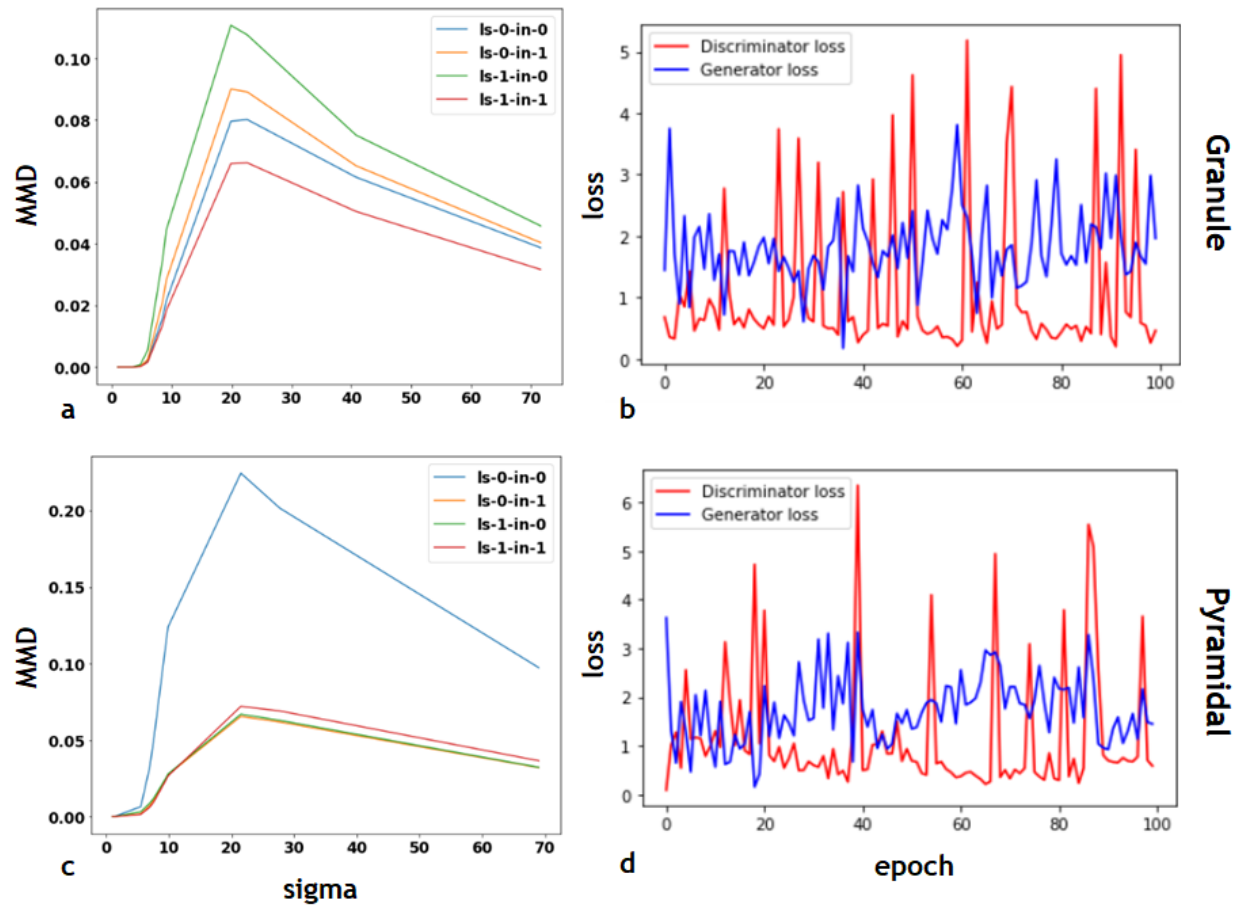 MMD
0.10
0.08
0.06
0.04
0.02
0.00
ls-0-in-0
ls-0-in-1
ls-1-in-0
ls-1-in-1
0 10 20 30 40 50 60 70
a
loss
5
4
3
2
1
0
Discriminator loss
Generator loss
0 20 40 60 80 100
b
Granule
MMD
0.20
0.15
0.10
0.05
0.00
ls-0-in-0
ls-0-in-1
ls-1-in-0
ls-1-in-1
0 10 20 30 40 50 60 70
c
sigma
loss
6
5
4
3
2
1
0
Discriminator loss
Generator loss
0 20 40 60 80 100
d
epoch
Pyramidal